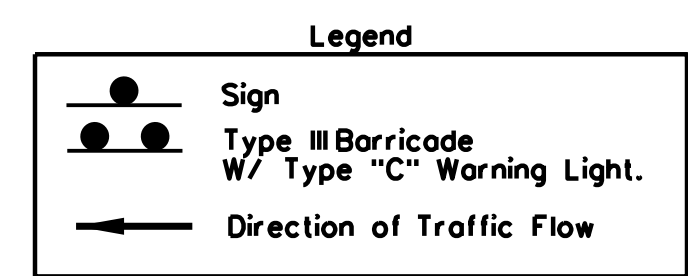 Legend
Sign
Type III Barricade
W/ Type "C" Warning Light.
Direction of Traffic Flow